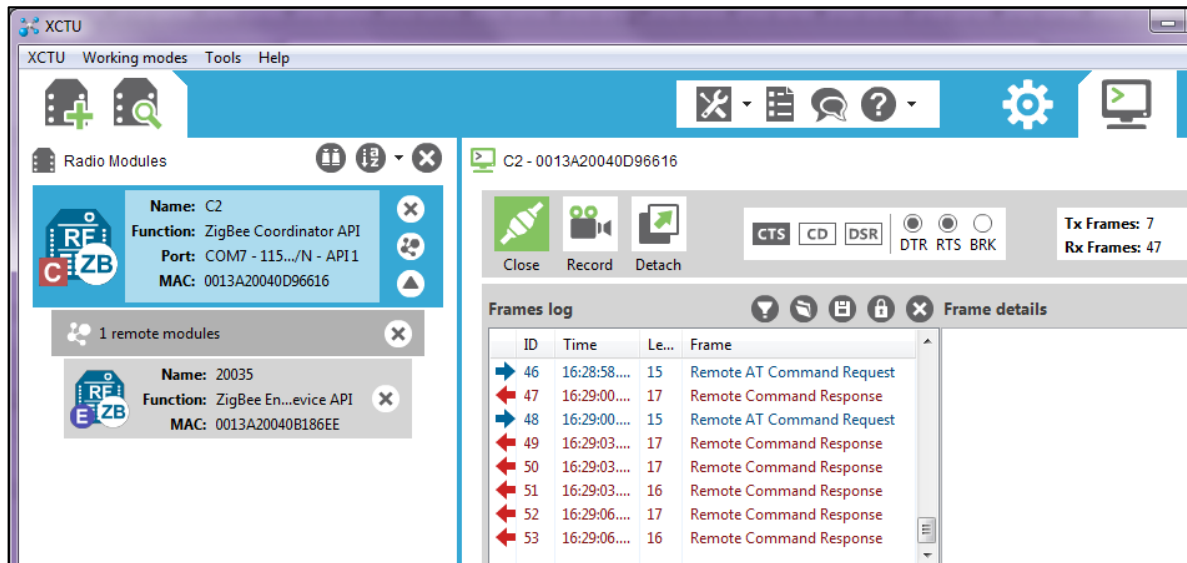 XCTU
XCTU Working modes Tools Help
Radio Modules
C2 - 0013A20040D96616
Name: C2
Function: ZigBee Coordinator API
Port: COM7 - 115.../N - API 1
MAC: 0013A20040D96616
RF
C ZB
1 remote modules
Name: 20035
Function: ZigBee En...evice API
MAC: 0013A20040B186EE
RF
E ZB
Close Record Detach
CTS CD DSR DTR RTS BRK
Tx Frames: 7
Rx Frames: 47
Frames log
Frame details
ID Time Le... Frame
46 16:28:58.... 15 Remote AT Command Request
47 16:29:00.... 17 Remote Command Response
48 16:29:00.... 15 Remote AT Command Request
49 16:29:03.... 17 Remote Command Response
50 16:29:03.... 17 Remote Command Response
51 16:29:03.... 16 Remote Command Response
52 16:29:06.... 17 Remote Command Response
53 16:29:06.... 16 Remote Command Response